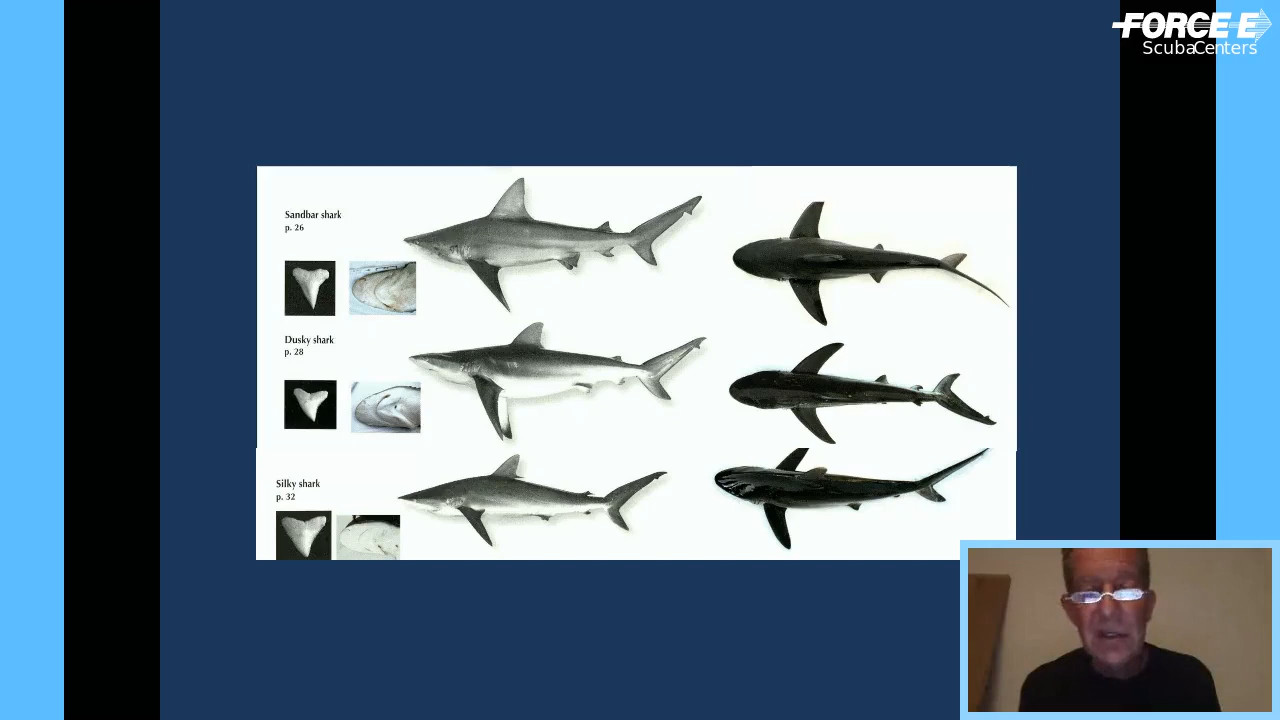 FORCE-E
ScubaCenters
Sandbar shark
p. 26
Dusky shark
p. 28
Silky shark
p. 32